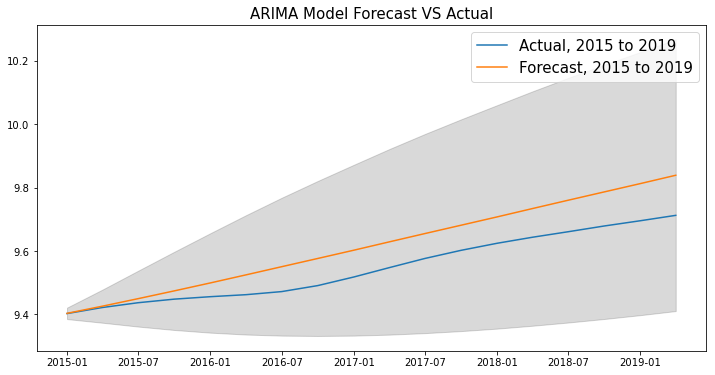 ARIMA Model Forecast VS Actual
Actual, 2015 to 2019
Forecast, 2015 to 2019
10.2
10.0
9.8
9.6
9.4
2015-01 2015-07 2016-01 2016-07 2017-01 2017-07 2018-01 2018-07 2019-01